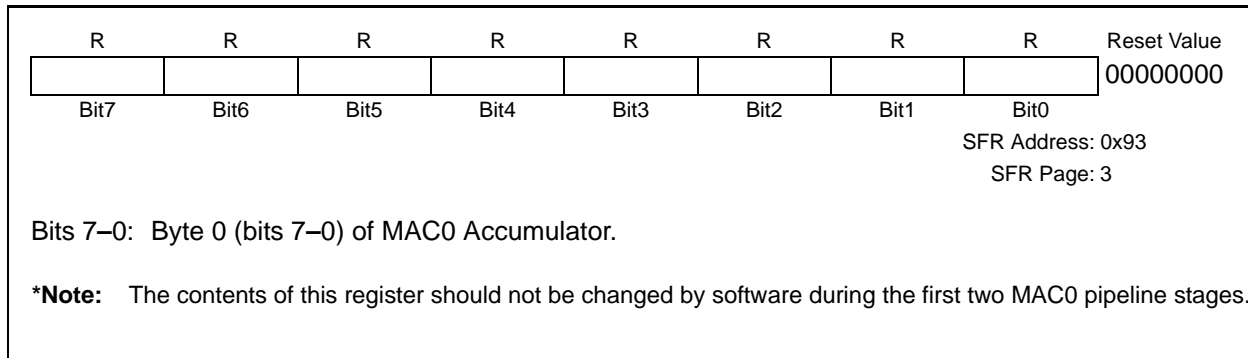 R R R R R R R R Reset Value
00000000
Bit7 Bit6 Bit5 Bit4 Bit3 Bit2 Bit1 Bit0
SFR Address: 0x93
SFR Page: 3
Bits 7–0: Byte 0 (bits 7–0) of MAC0 Accumulator.
*Note: The contents of this register should not be changed by software during the first two MAC0 pipeline stages.